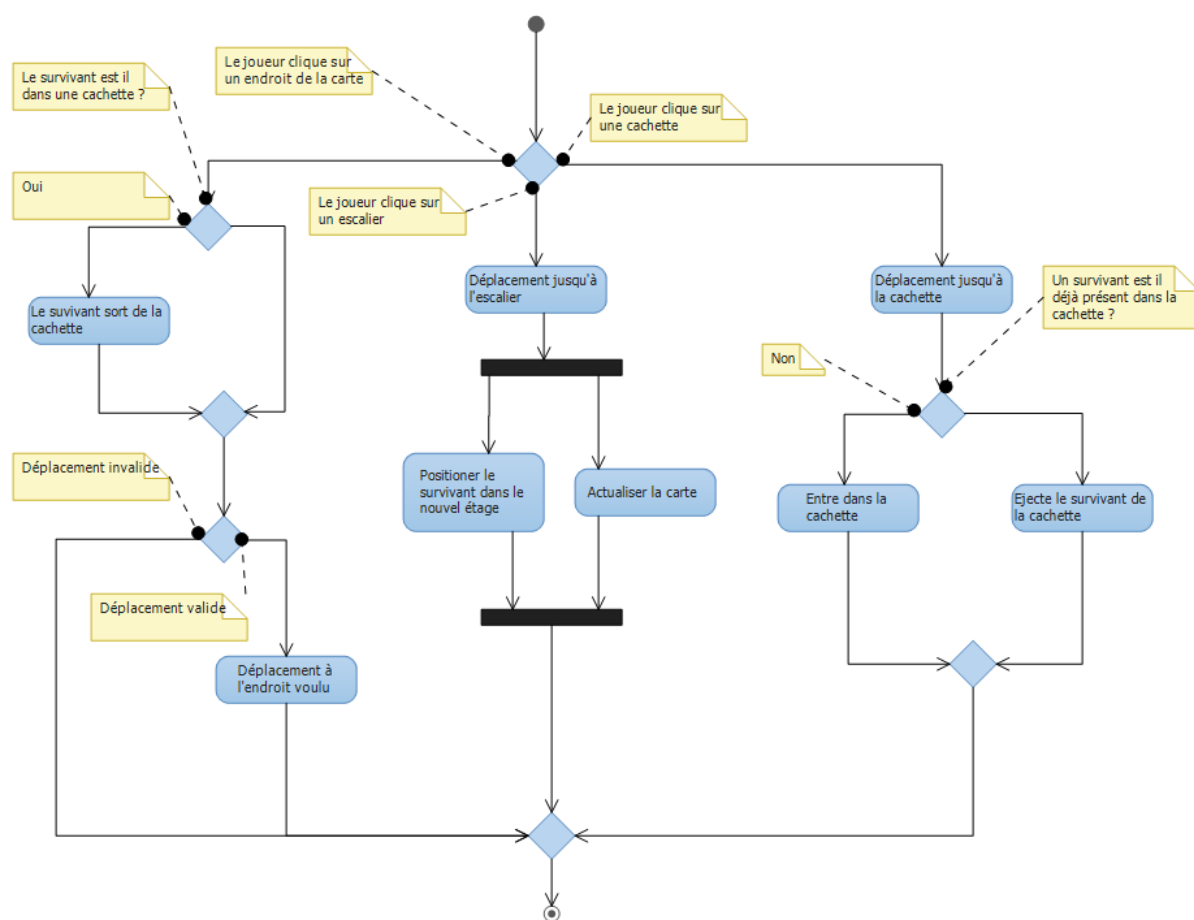 Le joueur clique sur
un endroit de la carte
Le survivant est il
dans une cachette ?
Le joueur clique sur
une cachette
Oui
Le joueur clique sur
un escalier
Déplacement jusqu'à
l'escalier
Déplacement jusqu'à
la cachette
Un survivant est il
déjà présent dans la
cachette ?
Le suvivant sort de la
cachette
Non
Déplacement invalide
Positioner le
survivant dans le
nouvel étage
Actualiser la carte
Entre dans la
cachette
Ejecte le survivant de
la cachette
Déplacement valide
Déplacement à
l'endroit voulu